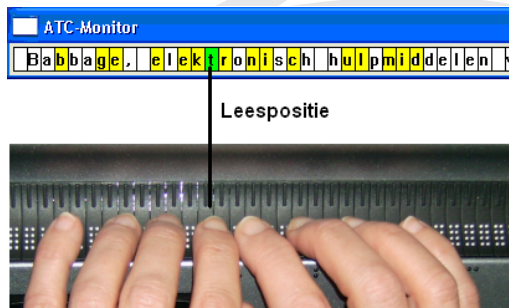 ATC-Monitor
Babbage, elektronisch hulpmiddelen v
Leespositie